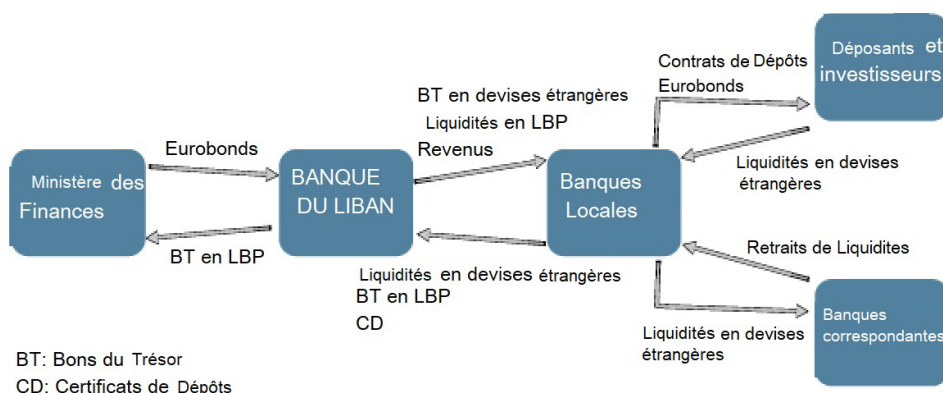 Ministère des
Finances
Eurobonds
BT en LBP
BANQUE
DU LIBAN
BT en devises étrangères
Liquidités en LBP
Revenus
Liquidités en devises étrangères
BT en LBP
CD
Banques
Locales
Contrats de Dépôts
Eurobonds
Déposants et
investisseurs
Liquidités en devises
étrangères
Retraits de Liquidites
Liquidités en devises
étrangères
Banques
correspondantes
BT: Bons du Trésor
CD: Certificats de Dépôts